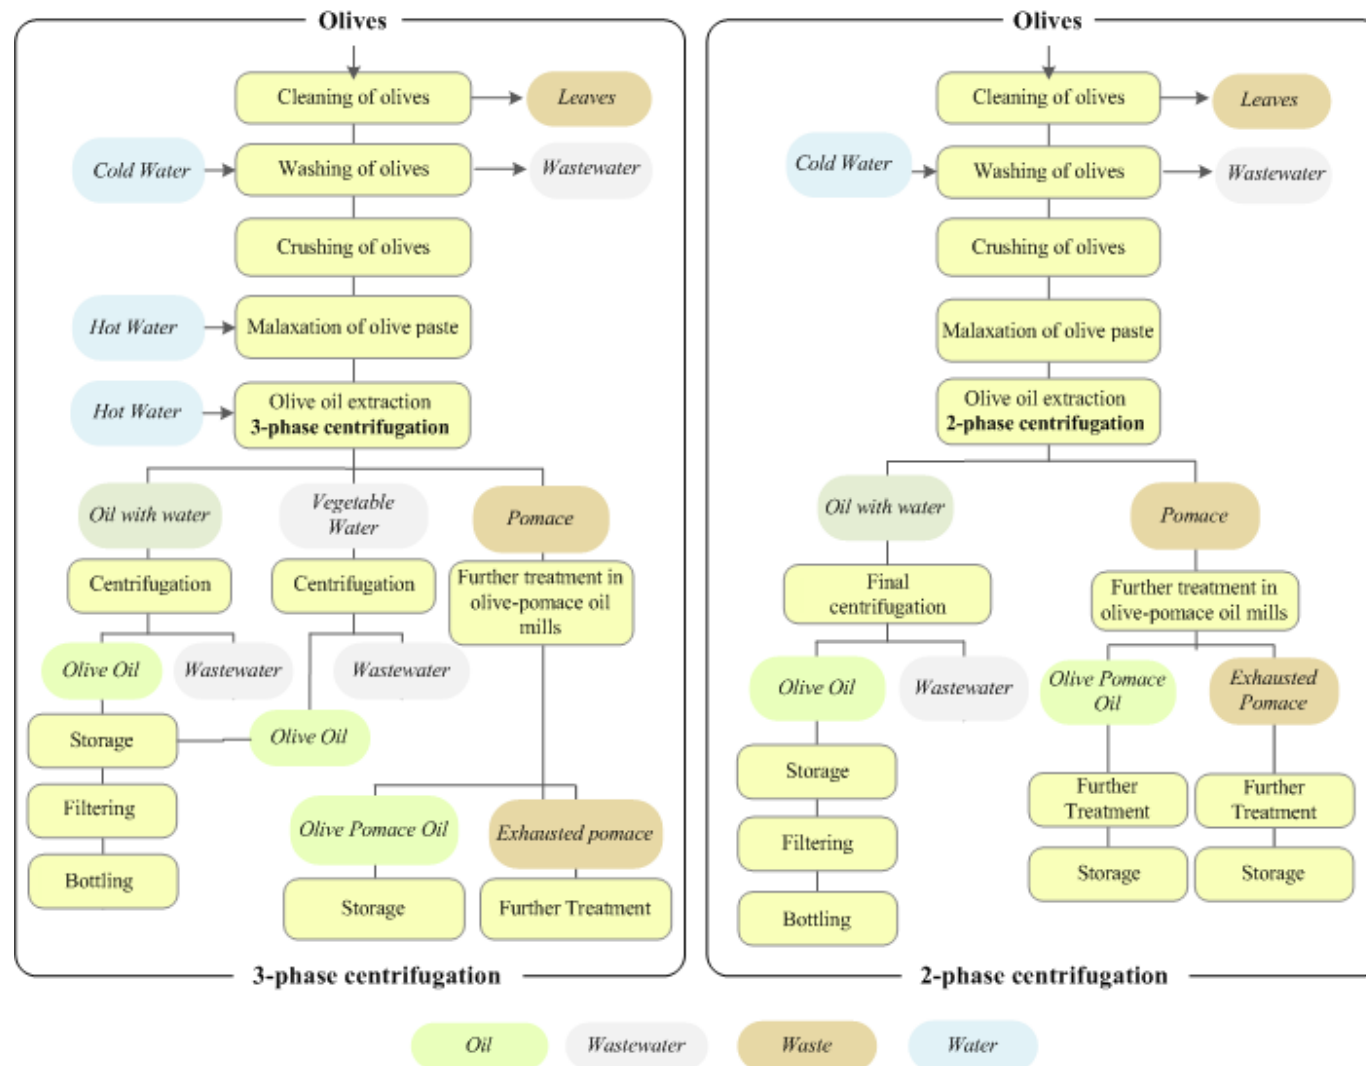 Olives
Cleaning of olives
Leaves
Cold Water
Washing of olives
Wastewater
Crushing of olives
Hot Water
Malaxation of olive paste
Hot Water
Olive oil extraction
3-phase centrifugation
Oil with water
Vegetable
Water
Pomace
Centrifugation
Centrifugation
Further treatment in
olive-pomace oil
mills
Olive Oil
Wastewater
Wastewater
Storage
Olive Oil
Filtering
Bottling
Olive Pomace Oil
Exhausted pomace
Storage
Further Treatment
3-phase centrifugation
Olives
Cleaning of olives
Leaves
Cold Water
Washing of olives
Wastewater
Crushing of olives
Malaxation of olive paste
Olive oil extraction
2-phase centrifugation
Oil with water
Pomace
Final
centrifugation
Further treatment in
olive-pomace oil mills
Olive Oil
Wastewater
Olive Pomace
Oil
Exhausted
Pomace
Storage
Filtering
Bottling
Further
Treatment
Further
Treatment
Storage
Storage
2-phase centrifugation
Oil
Wastewater
Waste
Water